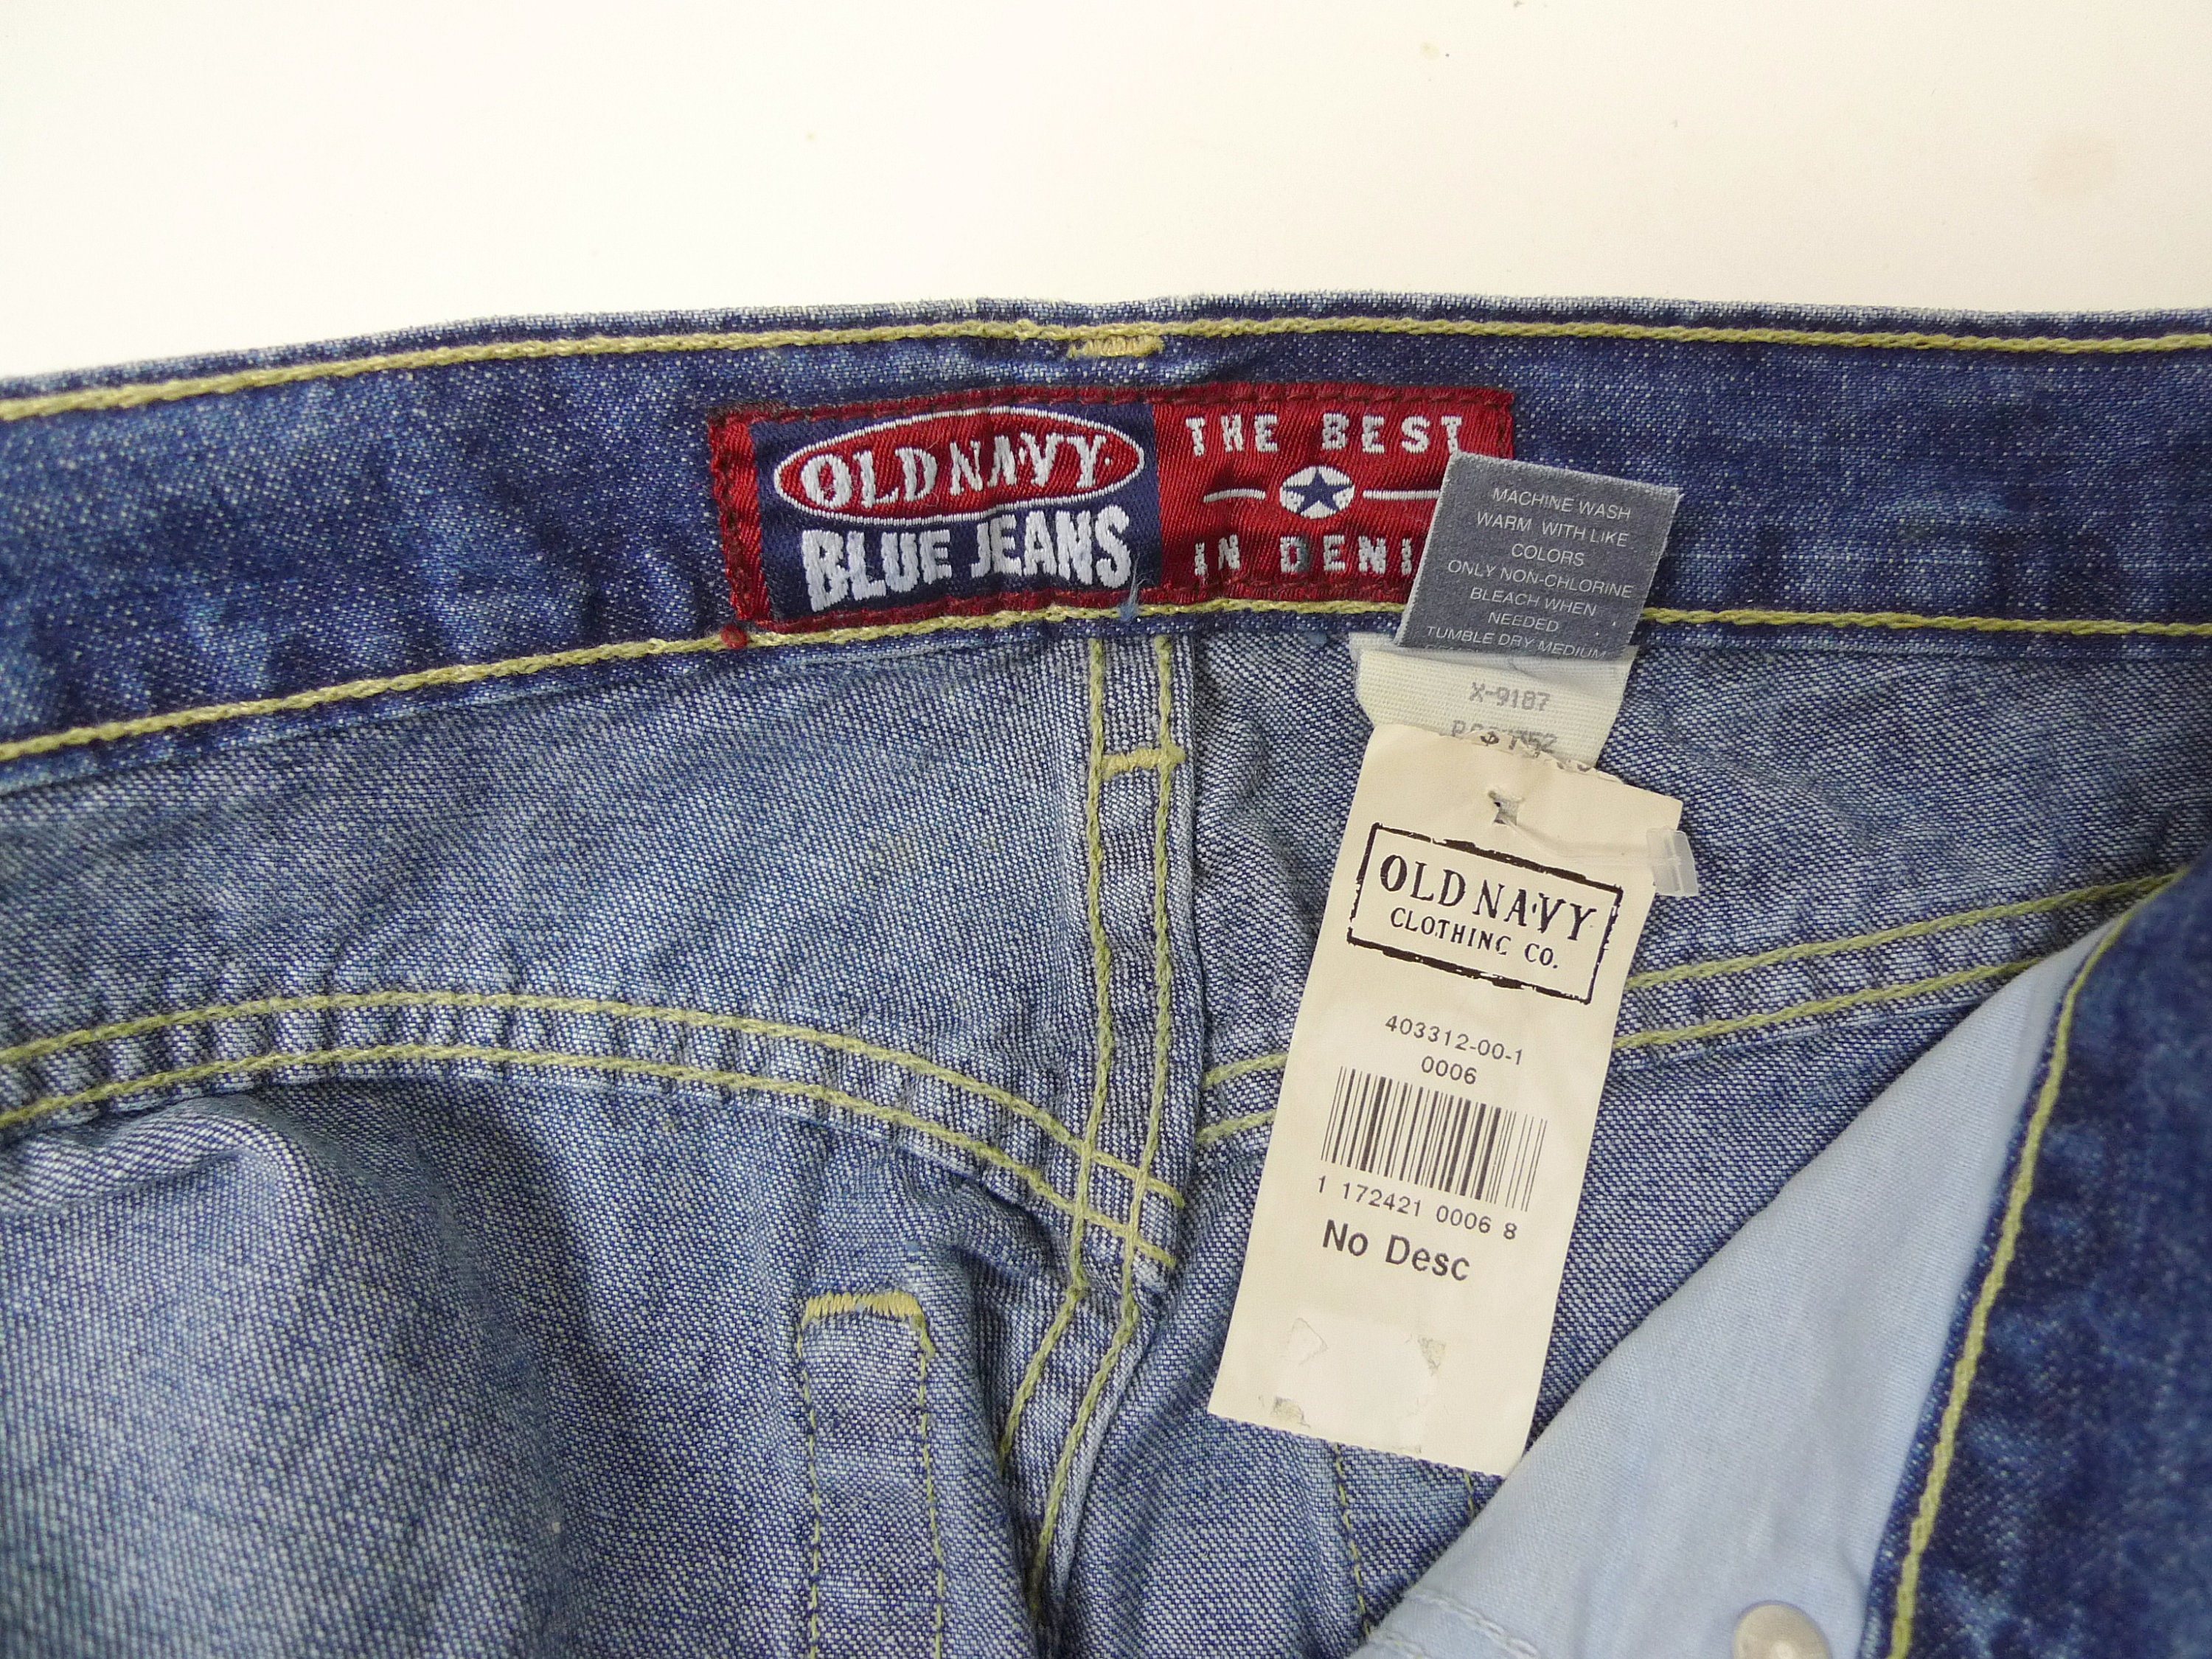 OLD NAVY
BLUE JEANS
THE BEST
IN DENI
MACHINE WASH
WARM WITH LIKE
COLORS
ONLY NON-CHLORINE
BLEACH WHEN
NEEDED
TUMBLE DRY MEDIUM
X-9187
OLD NAVY
CLOTHING CO.
403312-00-1
0006
1 172421 0006 8
No Desc